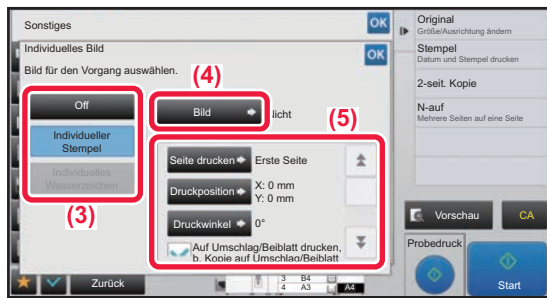 Sonstiges
OK
Individuelles Bild
OK
Bild für den Vorgang auswählen.
(4)
Off
Bild
licht
(5)
Individueller
Stempel
Individuelles
Wasserzeichen
(3)
Seite drucken
Erste Seite
Druckposition
X: 0 mm
Y: 0 mm
Druckwinkel
0°
Auf Umschlag/Beiblatt drucken,
b. Kopie auf Umschlag/Beiblatt
Zurück
3 B4
4 A3
A4
Original
Größe/Ausrichtung ändern
Stempel
Datum und Stempel drucken
2-seit. Kopie
N-auf
Mehrere Seiten auf eine Seite
Vorschau
CA
Probedruck
Start